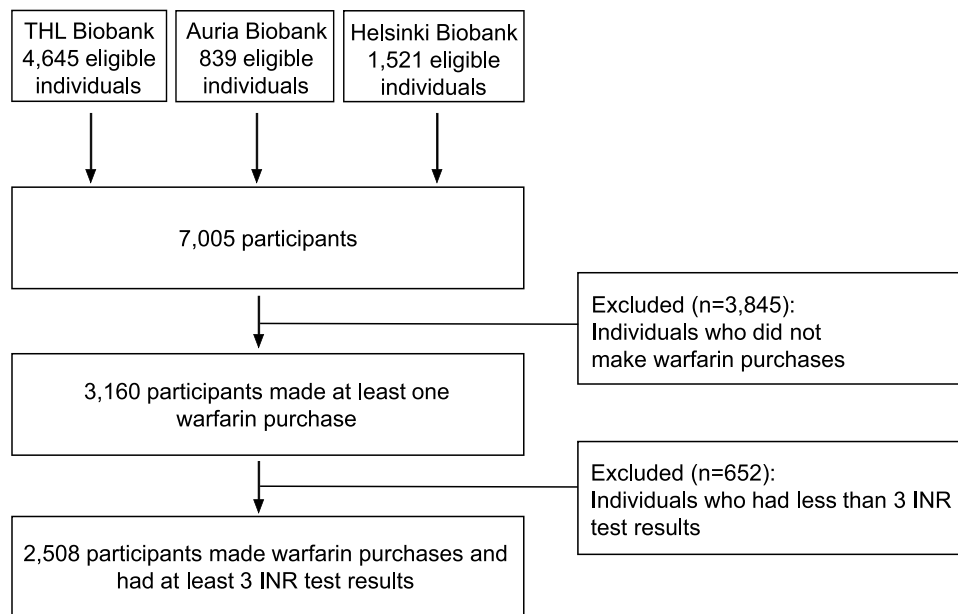 THL Biobank
4,645 eligible
individuals
Auria Biobank
839 eligible
individuals
Helsinki Biobank
1,521 eligible
individuals
7,005 participants
Excluded (n=3,845):
Individuals who did not
make warfarin purchases
3,160 participants made at least one
warfarin purchase
Excluded (n=652):
Individuals who had less than 3 INR
test results
2,508 participants made warfarin purchases and
had at least 3 INR test results